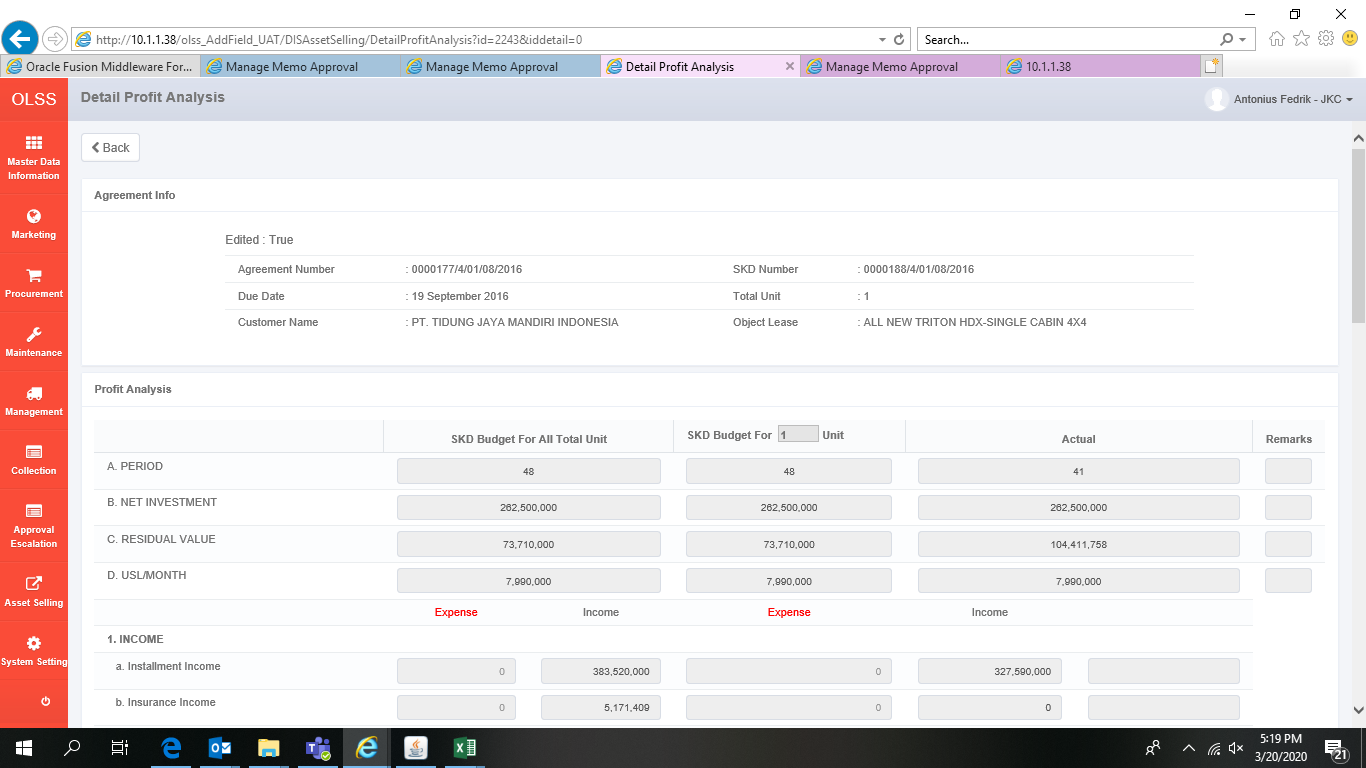 http://10.1.1.38/olss_AddField_UAT/DISAssetSelling/DetailProfitAnalysis?id=2243&iddetail=0
Search...
Oracle Fusion Middleware For...
Manage Memo Approval
Manage Memo Approval
Detail Profit Analysis
Manage Memo Approval
10.1.1.38
OLSS
Detail Profit Analysis
Antonius Fedrik - JKC
Back
Master Data
Information
Marketing
Procurement
Maintenance
Management
Collection
Approval
Escalation
Asset Selling
System Setting
Agreement Info
Edited : True
Agreement Number : 0000177/4/01/08/2016 SKD Number : 0000188/4/01/08/2016
Due Date : 19 September 2016 Total Unit : 1
Customer Name : PT. TIDUNG JAYA MANDIRI INDONESIA Object Lease : ALL NEW TRITON HDX-SINGLE CABIN 4X4
Profit Analysis
SKD Budget For All Total Unit SKD Budget For 1 Unit Actual Remarks
A. PERIOD 48 48 41
B. NET INVESTMENT 262,500,000 262,500,000 262,500,000
C. RESIDUAL VALUE 73,710,000 73,710,000 104,411,758
D. USL/MONTH 7,990,000 7,990,000 7,990,000
Expense Income Expense Income
1. INCOME
a. Installment Income 0 383,520,000 0 327,590,000
b. Insurance Income 0 5,171,409 0 0
5:19 PM
3/20/2020
21